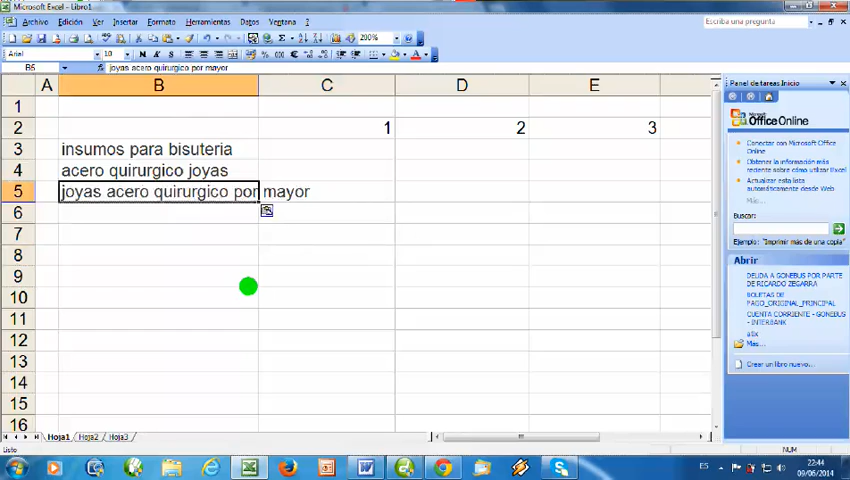 Microsoft Excel - Libro1
Archivo Edición Ver Insertar Formato Herramientas Datos Ventana ?
Escriba una pregunta
200%
Arial 10 N K S
B5 fx joyas acero quirurgico por mayor
A B C D E
1
2 1 2 3
3 insumos para bisuteria
4 acero quirurgico joyas
5 joyas acero quirurgico por mayor
6
7
8
9
10
11
12
13
14
15
16
Panel de tareas Inicio
Office Online
Conectar con Microsoft Office Online
Obtener la información más reciente sobre cómo utilizar Excel
Actualizar esta lista automáticamente desde Web
Más...
Buscar:
Ejemplo: "Imprimir más de una copia"
Abrir
DEUDA A GONEBUS POR PARTE DE RICARDO ZEGARRA
BOLETAS DE PAGO_ORIGINAL_PRINCIPAL
CUENTA CORRIENTE - GONEBUS - INTERBANK
Más...
Crear un libro nuevo...
Hoja1 Hoja2 Hoja3
Listo
NUM
ES
22:44
09/06/2014